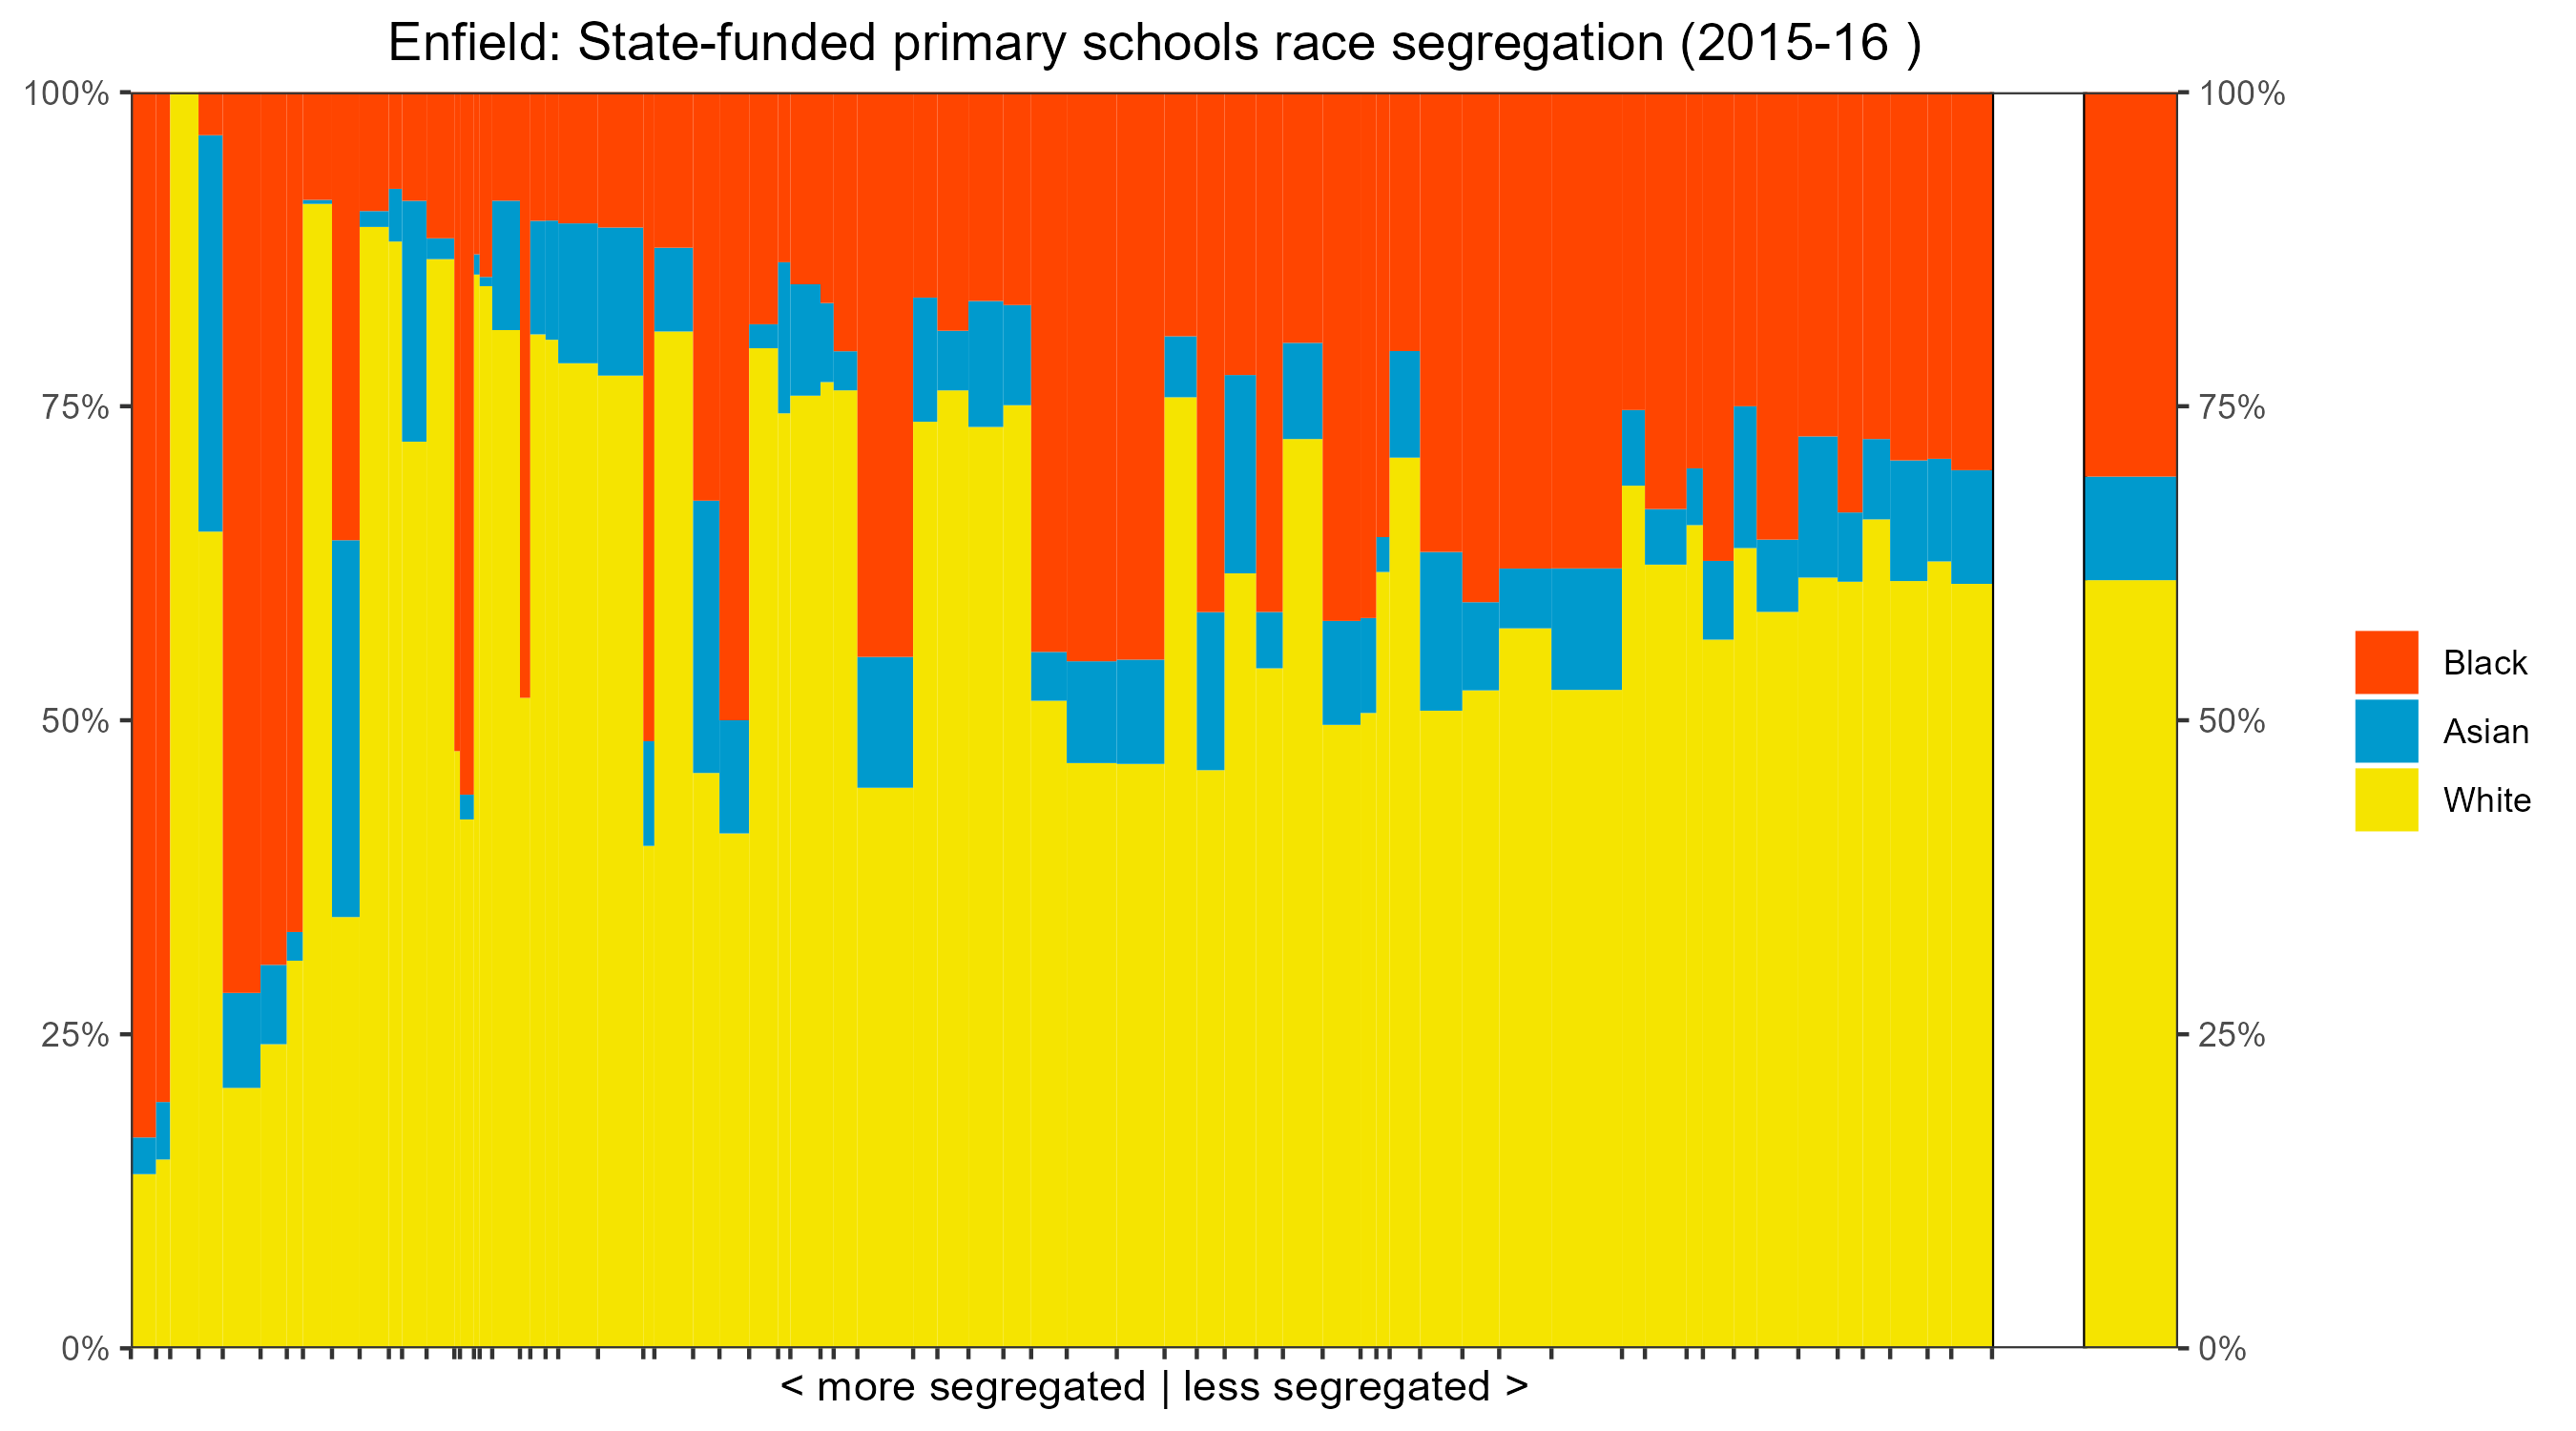 Enfield: State-funded primary schools race segregation (2015-16 )
100%
75%
50%
25%
0%
100%
75%
50%
25%
0%
Black
Asian
White
< more segregated | less segregated >